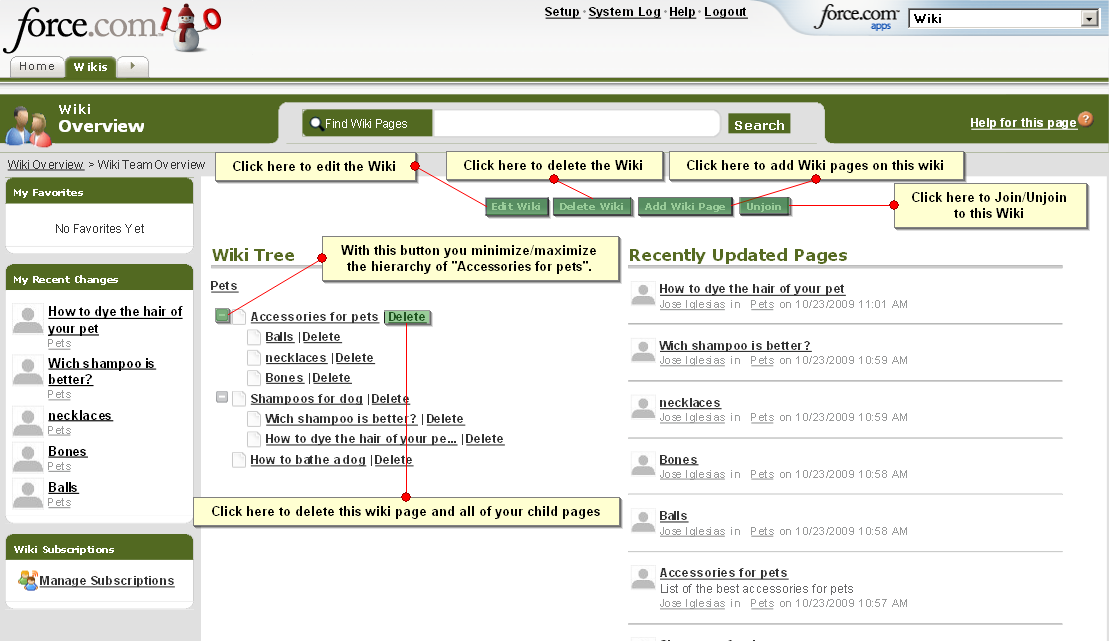 force.com
10
Setup · System Log · Help · Logout
force.com
apps
Wiki
Home
Wikis
Wiki
Overview
Find Wiki Pages
Search
Help for this page
?
Wiki Overview > Wiki Team Overview
Click here to edit the Wiki
Click here to delete the Wiki
Click here to add Wiki pages on this wiki
Edit Wiki
Delete Wiki
Add Wiki Page
Unjoin
Click here to Join/Unjoin
to this Wiki
My Favorites
No Favorites Yet
My Recent Changes
How to dye the hair of
your pet
Pets
Wich shampoo is
better?
Pets
necklaces
Pets
Bones
Pets
Balls
Pets
Wiki Subscriptions
Manage Subscriptions
Wiki Tree
With this button you minimize/maximize
the hierarchy of "Accessories for pets".
Pets
Accessories for pets Delete
Balls |Delete
necklaces |Delete
Bones |Delete
Shampoos for dog |Delete
Wich shampoo is better? |Delete
How to dye the hair of your pe... |Delete
How to bathe a dog |Delete
Click here to delete this wiki page and all of your child pages
Recently Updated Pages
How to dye the hair of your pet
Jose Iglesias in Pets on 10/23/2009 11:01 AM
Wich shampoo is better?
Jose Iglesias in Pets on 10/23/2009 10:59 AM
necklaces
Jose Iglesias in Pets on 10/23/2009 10:59 AM
Bones
Jose Iglesias in Pets on 10/23/2009 10:58 AM
Balls
Jose Iglesias in Pets on 10/23/2009 10:58 AM
Accessories for pets
List of the best accessories for pets
Jose Iglesias in Pets on 10/23/2009 10:57 AM